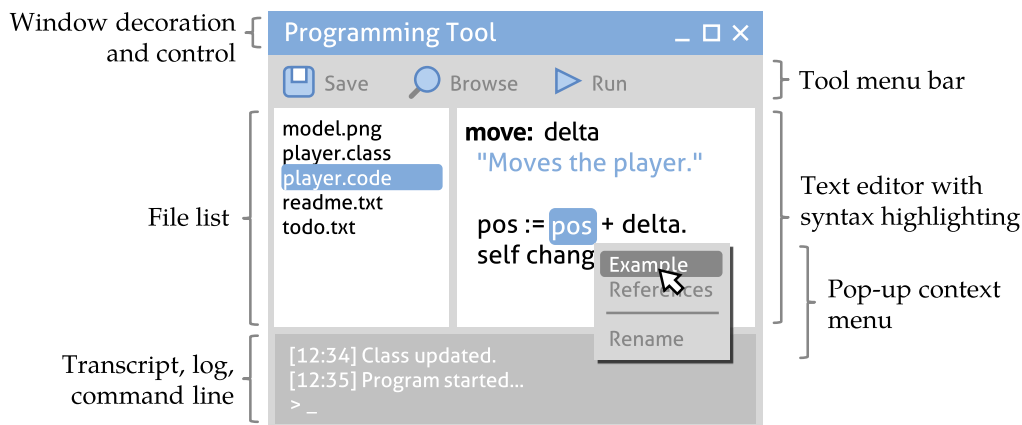 Window decoration
and control
Programming Tool
Save Browse Run
Tool menu bar
File list
model.png
player.class
player.code
readme.txt
todo.txt
move: delta
"Moves the player."
pos := pos + delta.
self chang
Example
References
Rename
Text editor with
syntax highlighting
Pop-up context
menu
Transcript, log,
command line
[12:34] Class updated.
[12:35] Program started...
> _